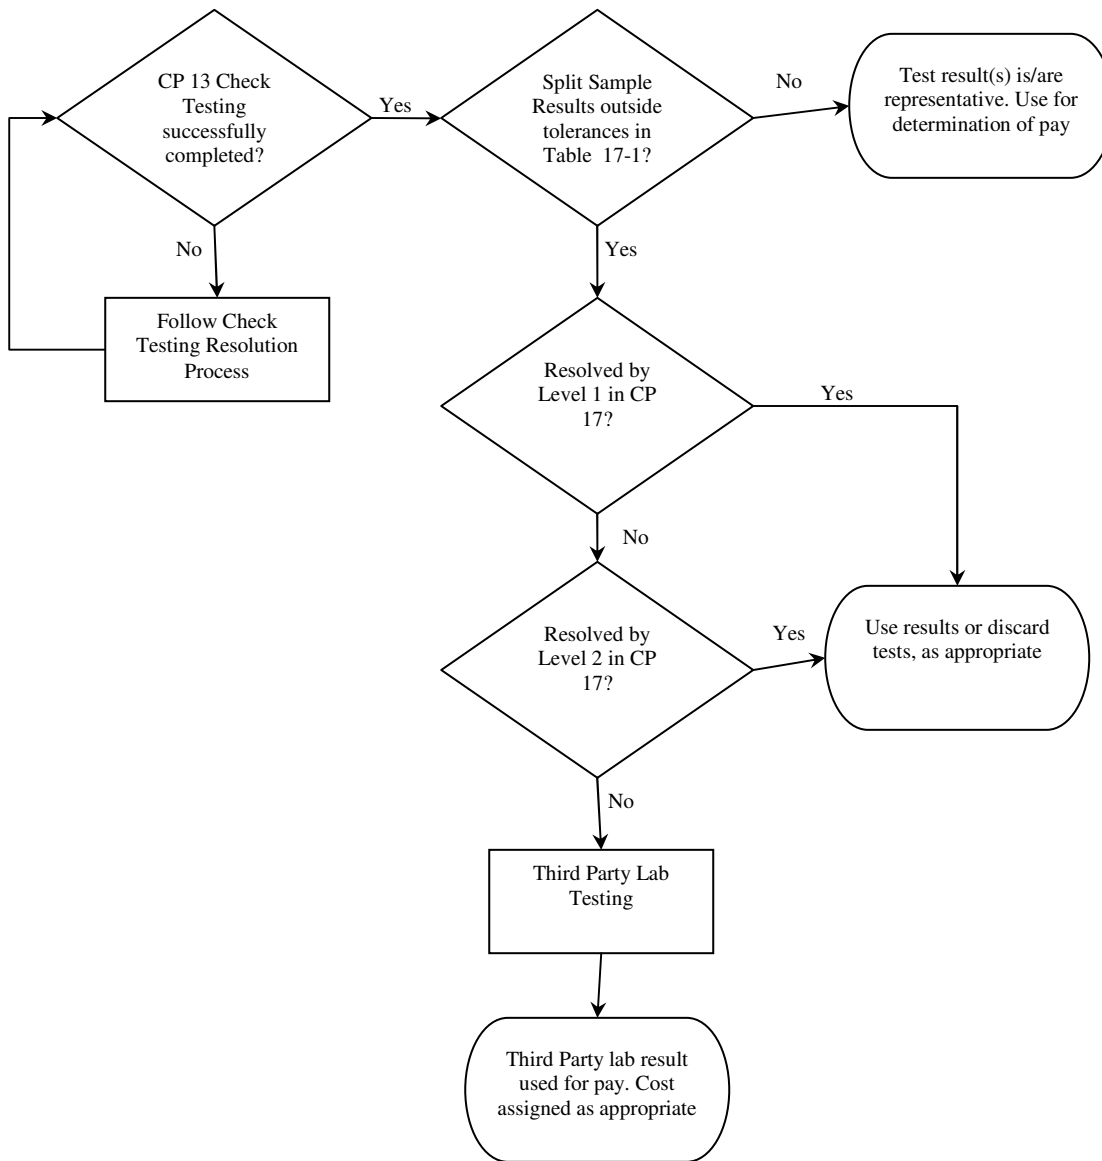 CP 13 Check
Testing
successfully
completed?
Yes
Split Sample
Results outside
tolerances in
Table 17-1?
No
Test result(s) is/are
representative. Use for
determination of pay
No
Yes
Follow Check
Testing Resolution
Process
Resolved by
Level 1 in CP
17?
Yes
No
Resolved by
Level 2 in CP
17?
Yes
Use results or discard
tests, as appropriate
No
Third Party Lab
Testing
Third Party lab result
used for pay. Cost
assigned as appropriate